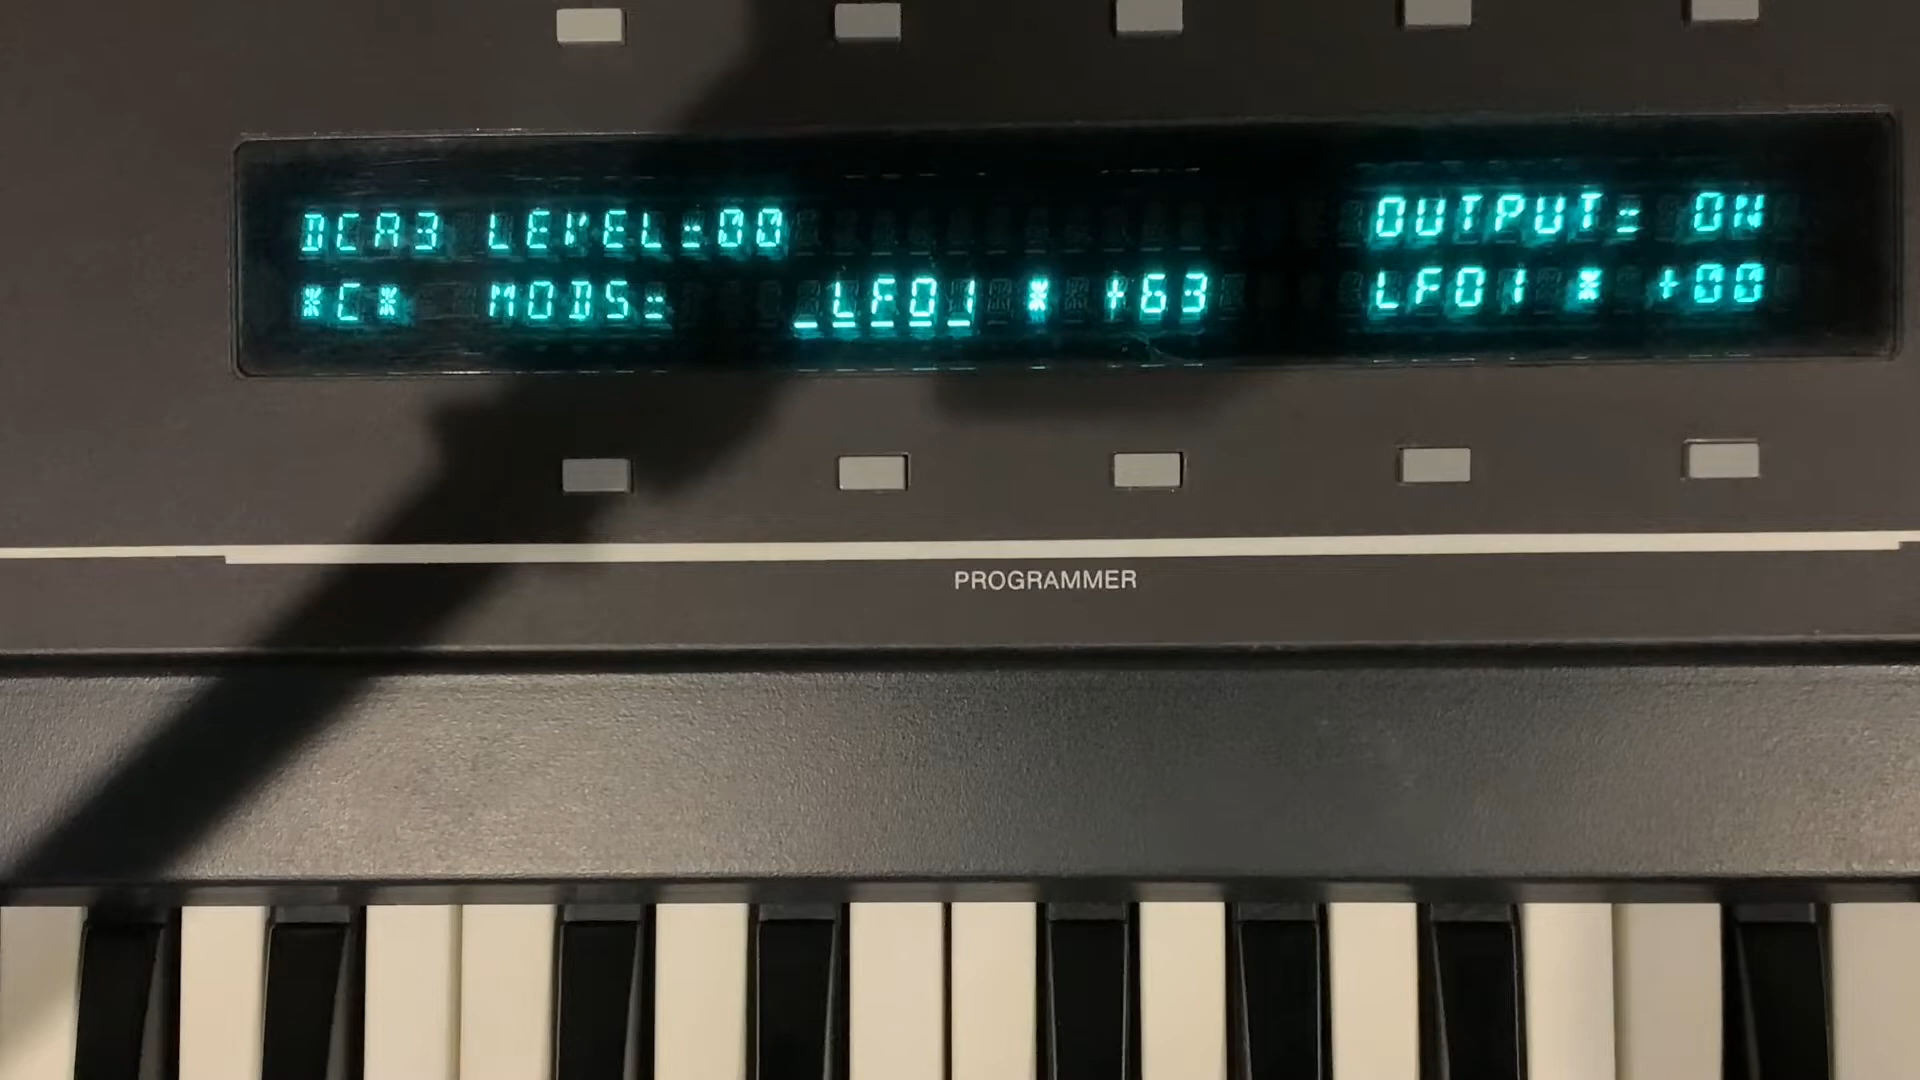 DCA3 LEVEL=00 OUTPUT= ON
*C* MODS= LFO1 * +63 LFO1 * +00
PROGRAMMER